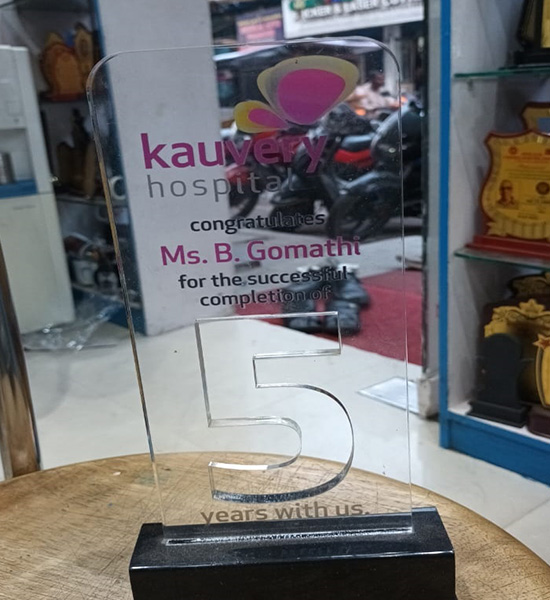 kauvery
hospital
congratulates
Ms. B. Gomathi
for the successful
completion of
5
years with us.